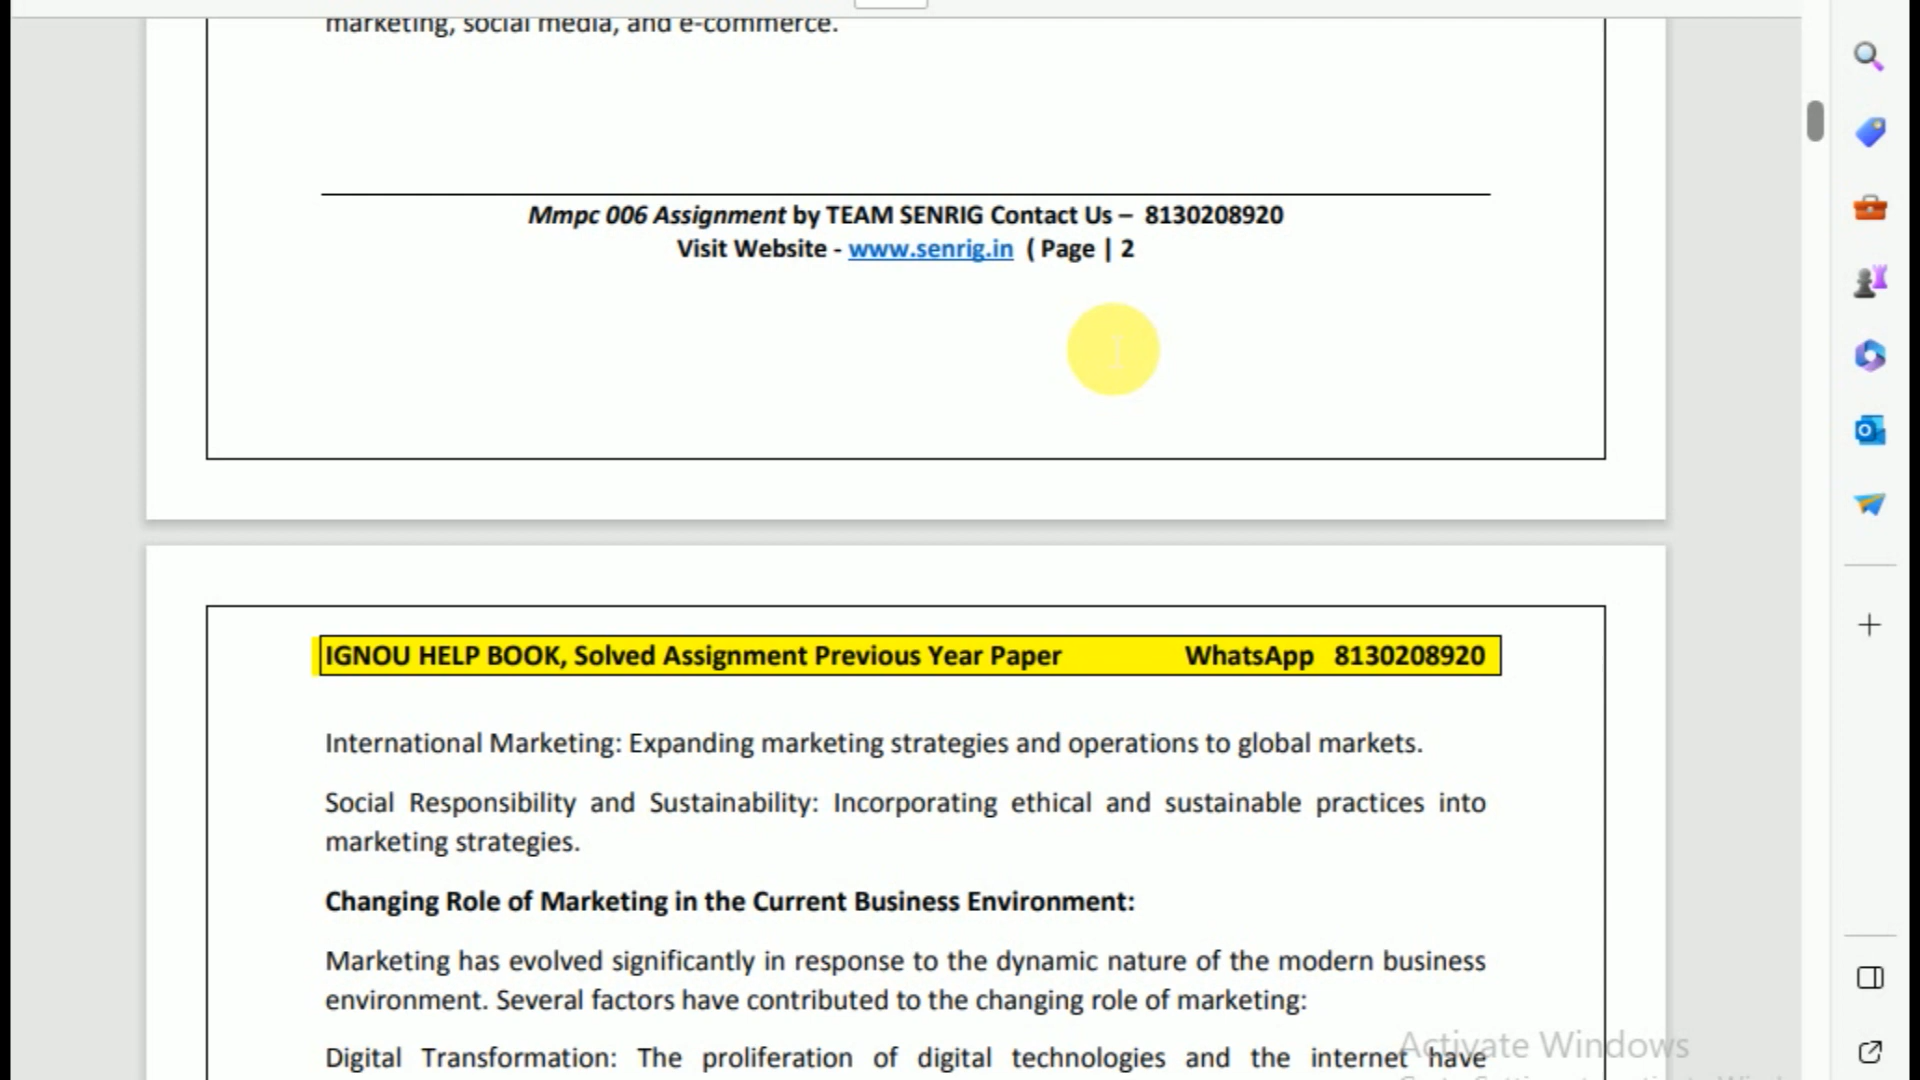 marketing, social media, and e-commerce.
Mmpc 006 Assignment by TEAM SENRIG Contact Us – 8130208920
Visit Website - www.senrig.in ( Page | 2
IGNOU HELP BOOK, Solved Assignment Previous Year Paper WhatsApp 8130208920
International Marketing: Expanding marketing strategies and operations to global markets.
Social Responsibility and Sustainability: Incorporating ethical and sustainable practices into
marketing strategies.
Changing Role of Marketing in the Current Business Environment:
Marketing has evolved significantly in response to the dynamic nature of the modern business
environment. Several factors have contributed to the changing role of marketing:
Digital Transformation: The proliferation of digital technologies and the internet have
Activate Windows